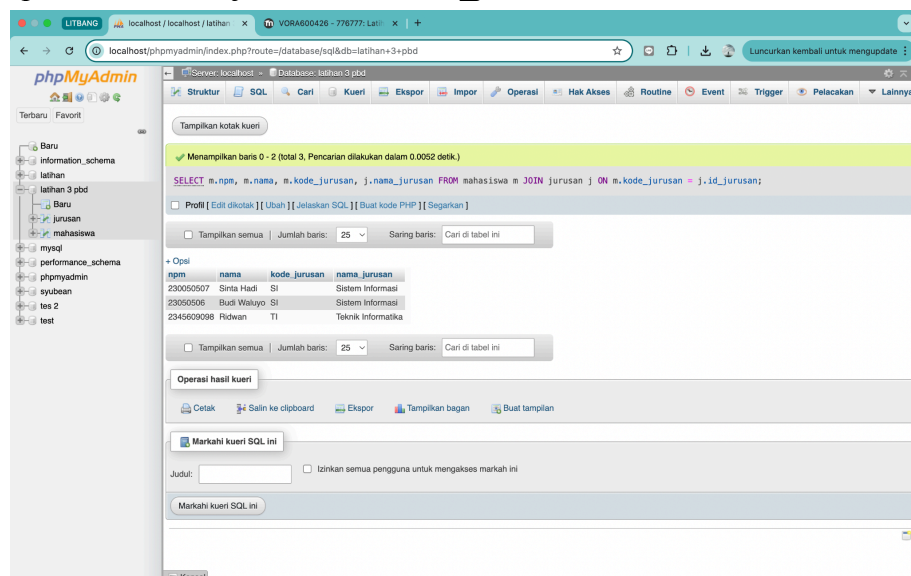 LITBANG
localhost / localhost / latihan
VORA600426 - 776777: Lati
localhost/phpmyadmin/index.php?route=/database/sql&db=latihan+3+pbd
Luncurkan kembali untuk mengupdate
phpMyAdmin
Terbaru Favorit
Baru
information_schema
latihan
latihan 3 pbd
Baru
jurusan
mahasiswa
mysql
performance_schema
phpmyadmin
syubean
tes 2
test
Server: localhost » Database: latihan 3 pbd
Struktur SQL Cari Kueri Ekspor Impor Operasi Hak Akses Routine Event Trigger Pelacakan Lainnya
Tampilkan kotak kueri
Menampilkan baris 0 - 2 (total 3, Pencarian dilakukan dalam 0.0052 detik.)
SELECT m.npm, m.nama, m.kode_jurusan, j.nama_jurusan FROM mahasiswa m JOIN jurusan j ON m.kode_jurusan = j.id_jurusan;
Profil [ Edit dikotak ] [ Ubah ] [ Jelaskan SQL ] [ Buat kode PHP ] [ Segarkan ]
Tampilkan semua | Jumlah baris: 25 Saring baris: Cari di tabel ini
+ Opsi
npm nama kode_jurusan nama_jurusan
230050507 Sinta Hadi SI Sistem Informasi
23050506 Budi Waluyo SI Sistem Informasi
2345609098 Ridwan TI Teknik Informatika
Tampilkan semua | Jumlah baris: 25 Saring baris: Cari di tabel ini
Operasi hasil kueri
Cetak Salin ke clipboard Ekspor Tampilkan bagan Buat tampilan
Markahi kueri SQL ini
Judul: Izinkan semua pengguna untuk mengakses markah ini
Markahi kueri SQL ini